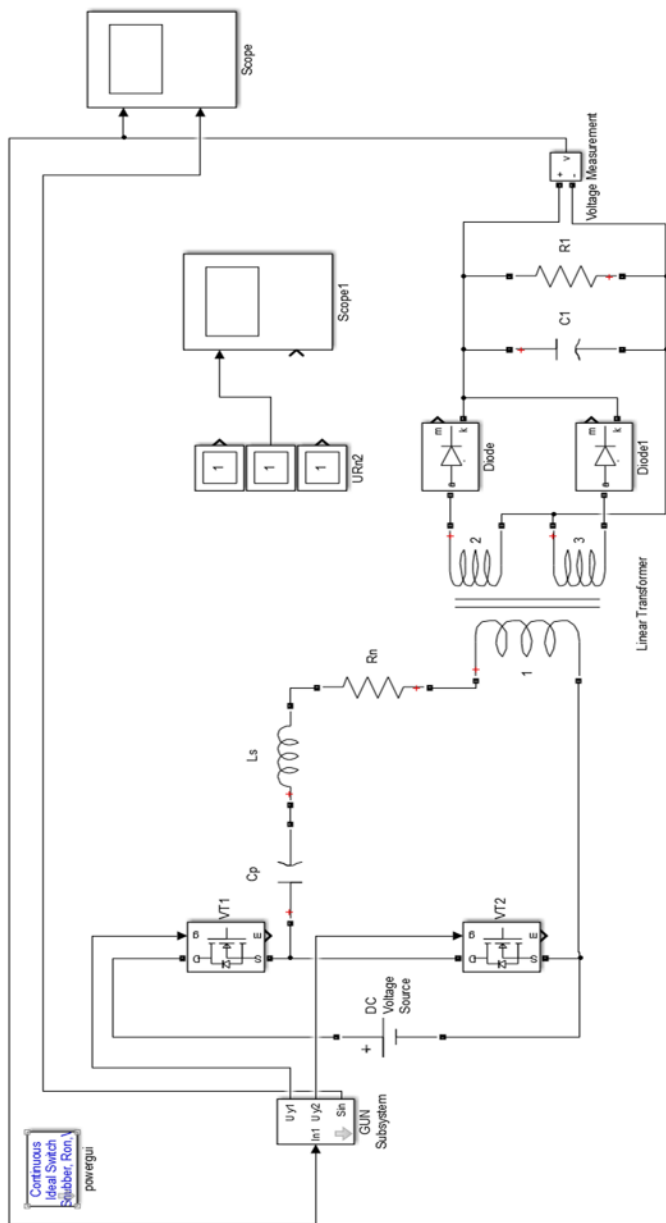 Continuous
Ideal Switch
Snubber, Ron,V
powergui
Scope
Scope1
1
1
1
URn2
In1
Uy1
Uy2
Sin
GUN
Subsystem
g
D
S
m
VT1
Cp
Ls
Rn
+
DC
Voltage
Source
g
D
S
m
VT2
1
2
3
Linear Transformer
a
m
k
Diode
a
m
k
Diode1
C1
R1
+
-
v
Voltage Measurement